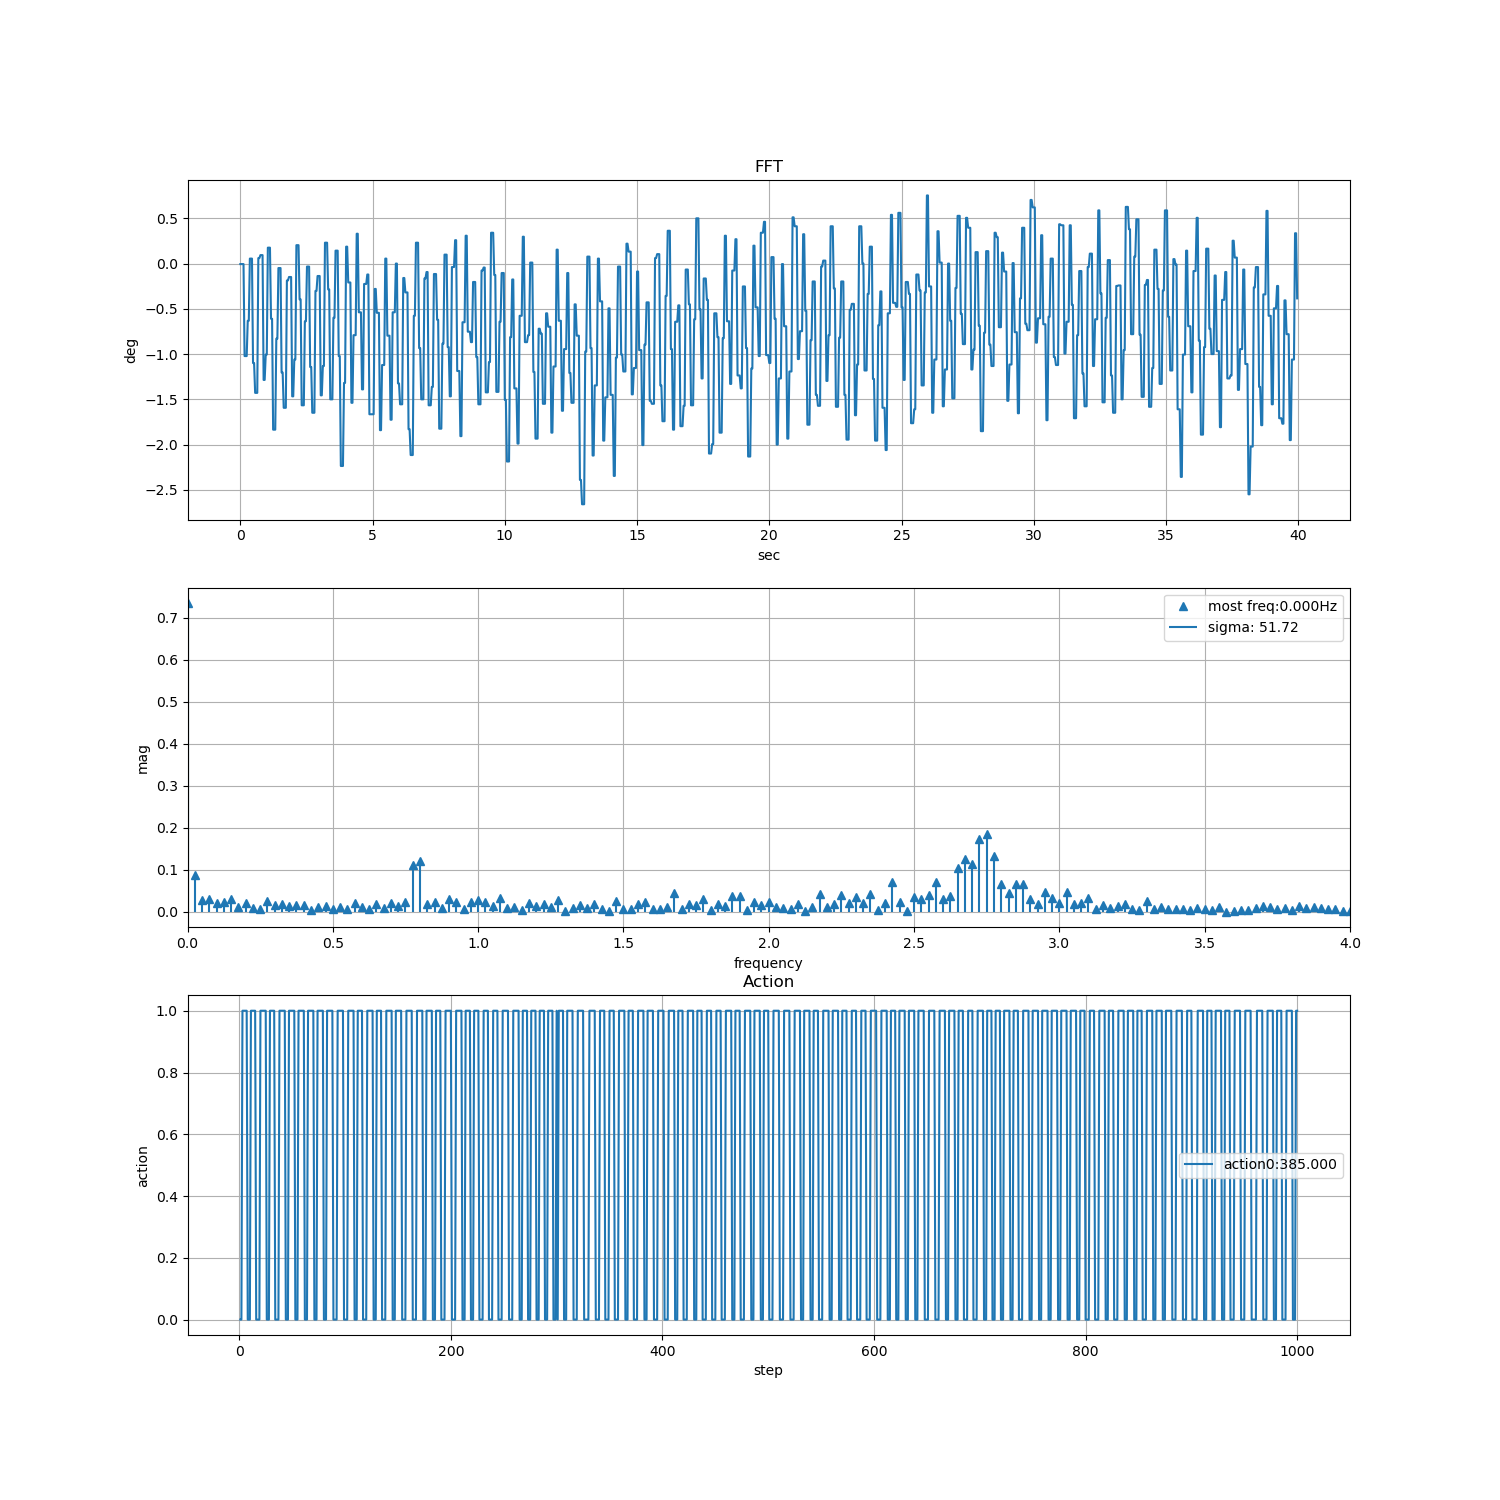 FFT
0.5
0.0
−0.5
−1.0
−1.5
−2.0
−2.5
deg
0 5 10 15 20 25 30 35 40
sec
most freq:0.000Hz
sigma: 51.72
0.7
0.6
0.5
0.4
0.3
0.2
0.1
0.0
mag
0.0 0.5 1.0 1.5 2.0 2.5 3.0 3.5 4.0
frequency
Action
1.0
0.8
0.6
0.4
0.2
0.0
action
action0:385.000
0 200 400 600 800 1000
step